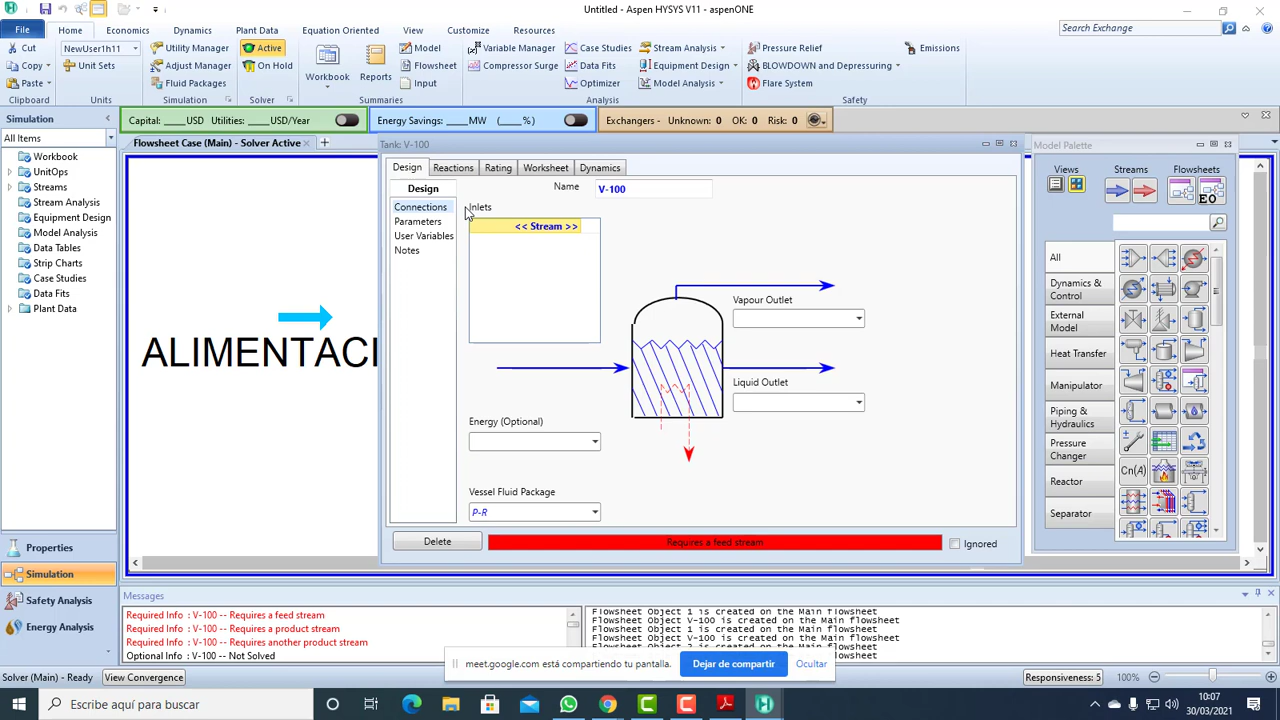 Untitled - Aspen HYSYS V11 - aspenONE
File
Home
Economics
Dynamics
Plant Data
Equation Oriented
View
Customize
Resources
Search Exchange
Cut
Copy
Paste
Clipboard
NewUser1h11
Unit Sets
Units
Utility Manager
Adjust Manager
Fluid Packages
Simulation
Active
On Hold
Solver
Workbook
Reports
Model
Flowsheet
Input
Summaries
Variable Manager
Compressor Surge
Case Studies
Data Fits
Optimizer
Stream Analysis
Equipment Design
Model Analysis
Analysis
Pressure Relief
BLOWDOWN and Depressuring
Flare System
Emissions
Safety
Simulation
Capital: ____ USD Utilities: ____ USD/Year
Energy Savings: ____ MW (____%)
Exchangers - Unknown: 0 OK: 0 Risk: 0
All Items
Workbook
UnitOps
Streams
Stream Analysis
Equipment Design
Model Analysis
Data Tables
Strip Charts
Case Studies
Data Fits
Plant Data
Properties
Simulation
Safety Analysis
Energy Analysis
Flowsheet Case (Main) - Solver Active
+
ALIMENTACI
Tank: V-100
Design
Reactions
Rating
Worksheet
Dynamics
Design
Connections
Parameters
User Variables
Notes
Name
V-100
Inlets
<< Stream >>
Vapour Outlet
Liquid Outlet
Energy (Optional)
Vessel Fluid Package
P-R
Delete
Requires a feed stream
Ignored
Model Palette
Views
Streams
Flowsheets
EO
All
Dynamics &
Control
External
Model
Heat Transfer
Manipulator
Piping &
Hydraulics
Pressure
Changer
Reactor
Separator
Cn(A)
Messages
Required Info : V-100 -- Requires a feed stream
Required Info : V-100 -- Requires a product stream
Required Info : V-100 -- Requires another product stream
Optional Info : V-100 -- Not Solved
Flowsheet Object 1 is created on the Main flowsheet
Flowsheet Object V-100 is created on the Main flowsheet
Flowsheet Object 1 is created on the Main flowsheet
Flowsheet Object V-100 is created on the Main flowsheet
meet.google.com está compartiendo tu pantalla.
Dejar de compartir
Ocultar
Solver (Main) - Ready
View Convergence
Responsiveness: 5
100%
Escribe aquí para buscar
10:07
30/03/2021